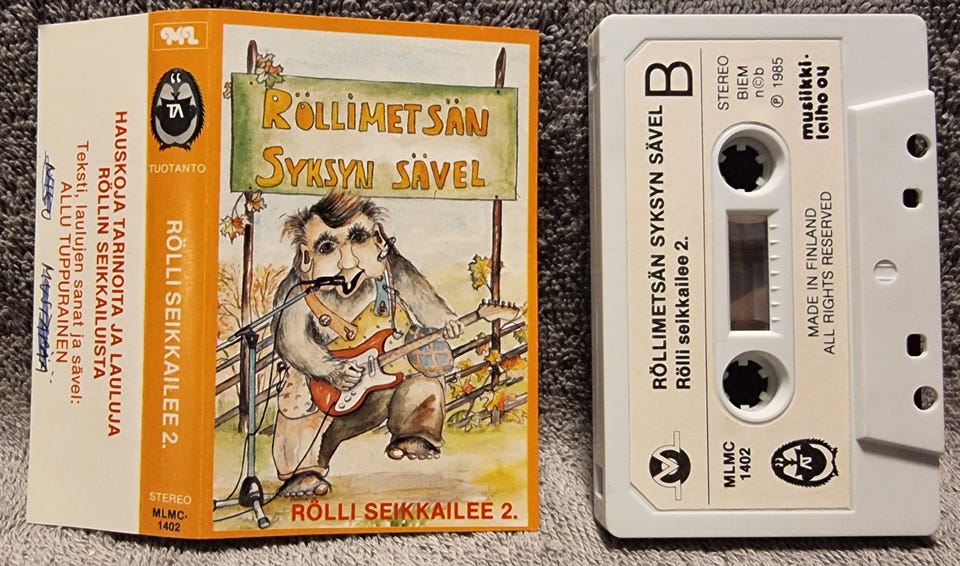 HAUSKOJA TARINOITA JA LAULUJA
RÖLLIN SEIKKAILUISTA
Teksti, laulujen sanat ja sävel:
ALLU TUPPURAINEN
ML
TA
TUOTANTO
RÖLLI SEIKKAILEE 2.
STEREO
MLMC-
1402
RÖLLIMETSÄN
SYKSYN SÄVEL
RÖLLI SEIKKAILEE 2.
B
STEREO
BIEM
n©b
Ⓟ 1985
musiikki-
laiho oy
RÖLLIMETSÄN SYKSYN SÄVEL
Rölli seikkailee 2.
MADE IN FINLAND
ALL RIGHTS RESERVED
MLMC
1402
TA